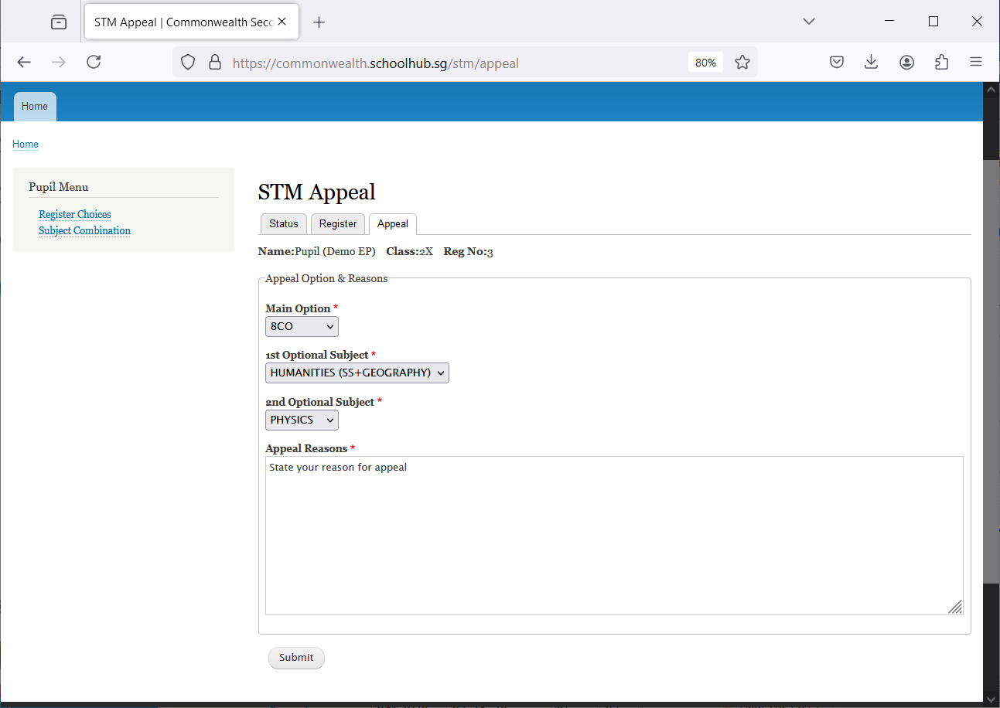 STM Appeal | Commonwealth Seco
https://commonwealth.schoolhub.sg/stm/appeal
80%
Home
Home
Pupil Menu
Register Choices
Subject Combination
STM Appeal
Status Register Appeal
Name:Pupil (Demo EP) Class:2X Reg No:3
Appeal Option & Reasons
Main Option *
8CO
1st Optional Subject *
HUMANITIES (SS+GEOGRAPHY)
2nd Optional Subject *
PHYSICS
Appeal Reasons *
State your reason for appeal
Submit